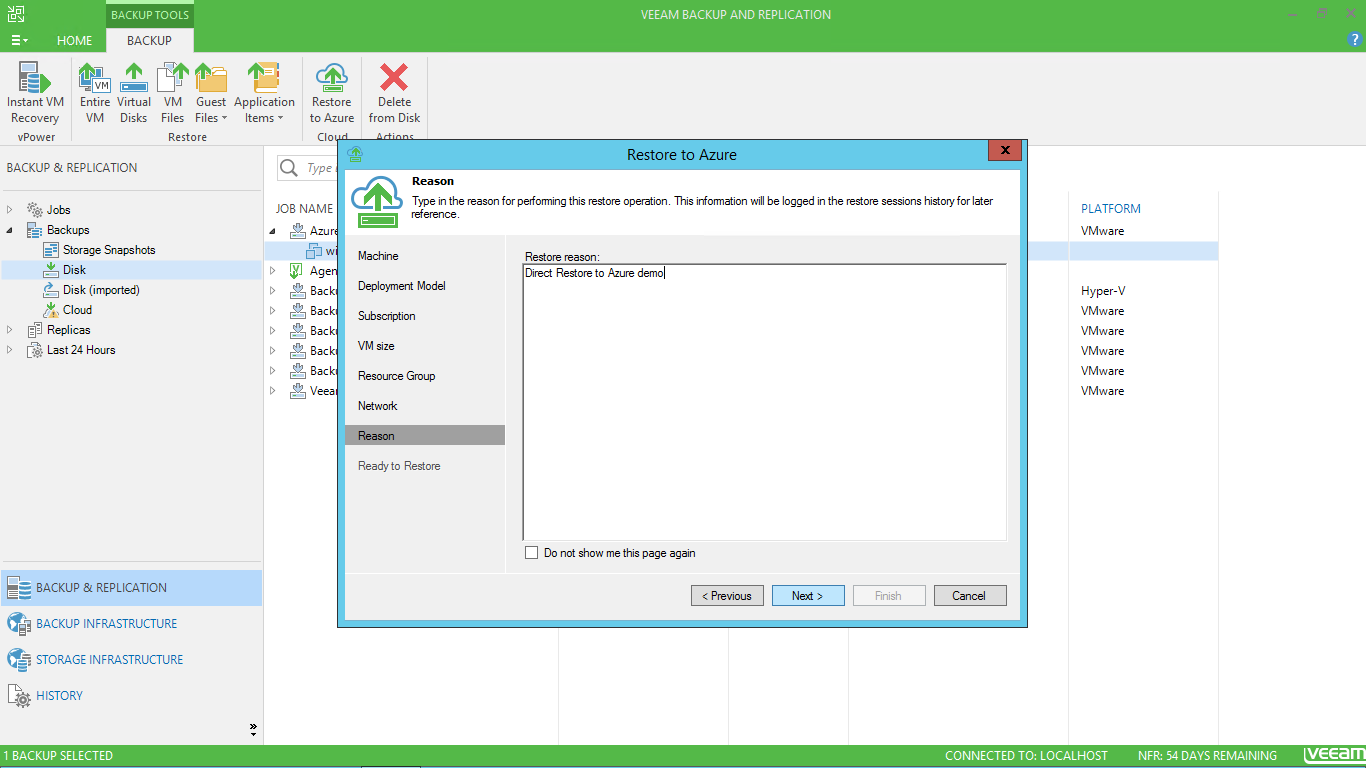 BACKUP TOOLS
VEEAM BACKUP AND REPLICATION
HOME
BACKUP
Instant VM
Recovery
Entire
VM
Virtual
Disks
VM
Files
Guest
Files
Application
Items
Restore
to Azure
Delete
from Disk
vPower
Restore
Cloud
Actions
BACKUP & REPLICATION
Jobs
Backups
Storage Snapshots
Disk
Disk (imported)
Cloud
Replicas
Last 24 Hours
BACKUP & REPLICATION
BACKUP INFRASTRUCTURE
STORAGE INFRASTRUCTURE
HISTORY
Type
JOB NAME
PLATFORM
Azure
VMware
wi
Agen
Backu
Hyper-V
Backu
VMware
Backu
VMware
Backu
VMware
Backu
VMware
Veeam
VMware
Restore to Azure
X
Reason
Type in the reason for performing this restore operation. This information will be logged in the restore sessions history for later
reference.
Machine
Deployment Model
Subscription
VM size
Resource Group
Network
Reason
Ready to Restore
Restore reason:
Direct Restore to Azure demo
Do not show me this page again
< Previous
Next >
Finish
Cancel
1 BACKUP SELECTED
CONNECTED TO: LOCALHOST
NFR: 54 DAYS REMAINING
veeam